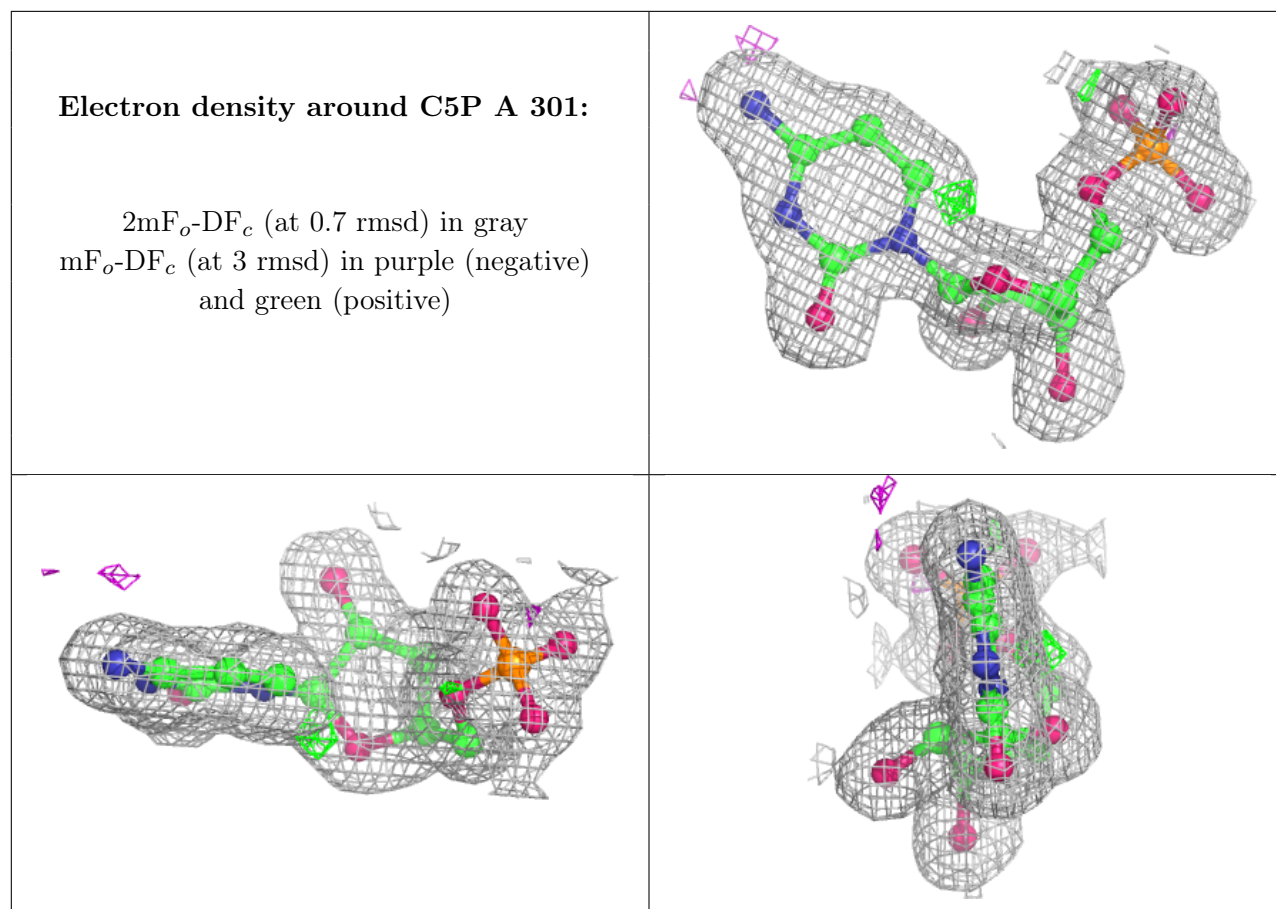 Electron density around C5P A 301:
2mFo-DFc (at 0.7 rmsd) in gray
mFo-DFc (at 3 rmsd) in purple (negative)
and green (positive)